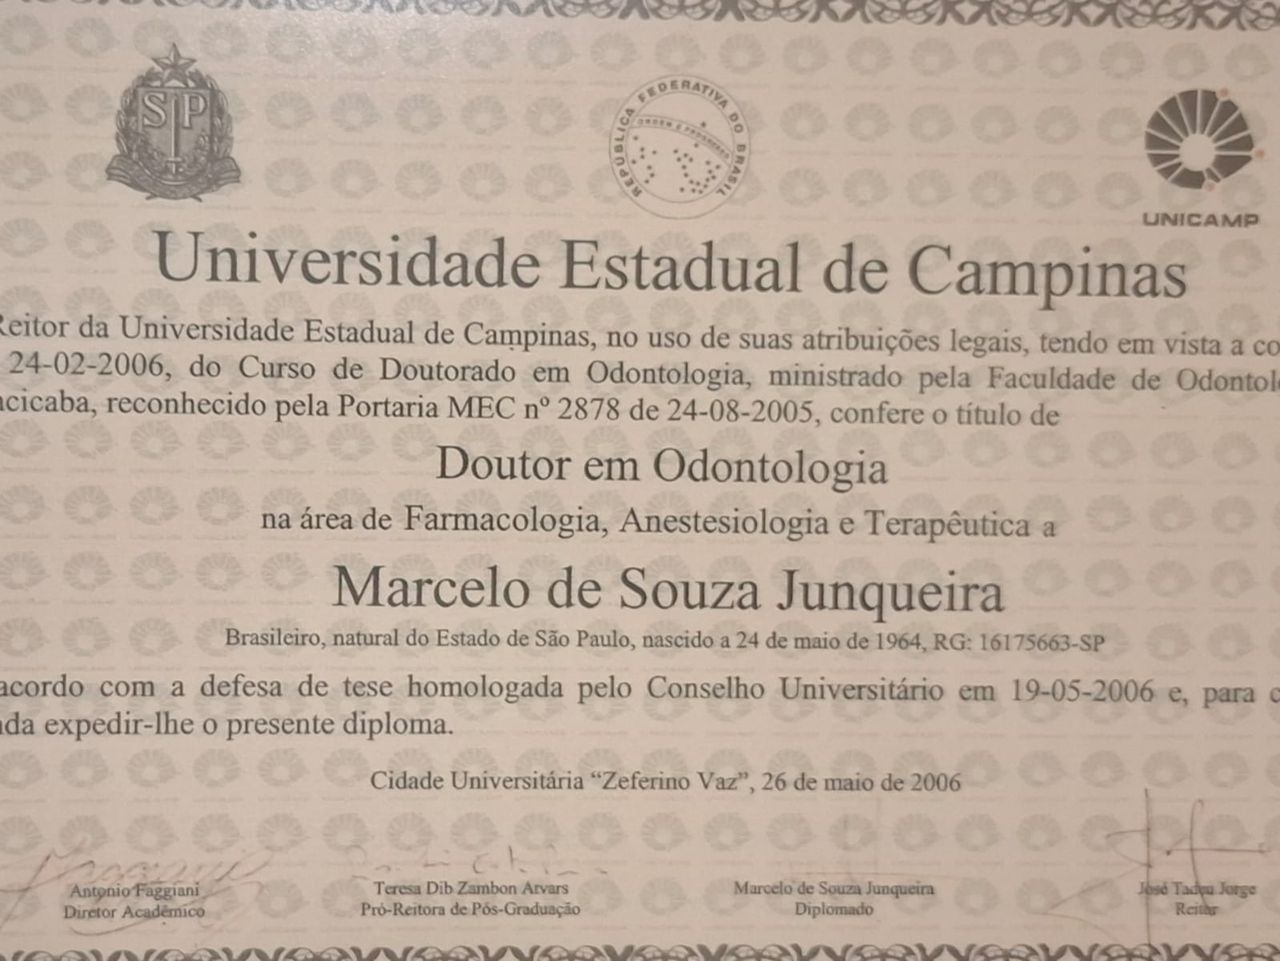 SP
REPÚBLICA FEDERATIVA DO BRASIL
ORDEM E PROGRESSO
UNICAMP
Universidade Estadual de Campinas
Reitor da Universidade Estadual de Campinas, no uso de suas atribuições legais, tendo em vista a co
24-02-2006, do Curso de Doutorado em Odontologia, ministrado pela Faculdade de Odontol
acicaba, reconhecido pela Portaria MEC nº 2878 de 24-08-2005, confere o título de
Doutor em Odontologia
na área de Farmacologia, Anestesiologia e Terapêutica a
Marcelo de Souza Junqueira
Brasileiro, natural do Estado de São Paulo, nascido a 24 de maio de 1964, RG: 16175663-SP
acordo com a defesa de tese homologada pelo Conselho Universitário em 19-05-2006 e, para
da expedir-lhe o presente diploma.
Cidade Universitária “Zeferino Vaz”, 26 de maio de 2006
Antonio Faggiani Teresa Dib Zambon Atvars Marcelo de Souza Junqueira José Tadeu Jorge
Diretor Acadêmico Pró-Reitora de Pós-Graduação Diplomado Reitor